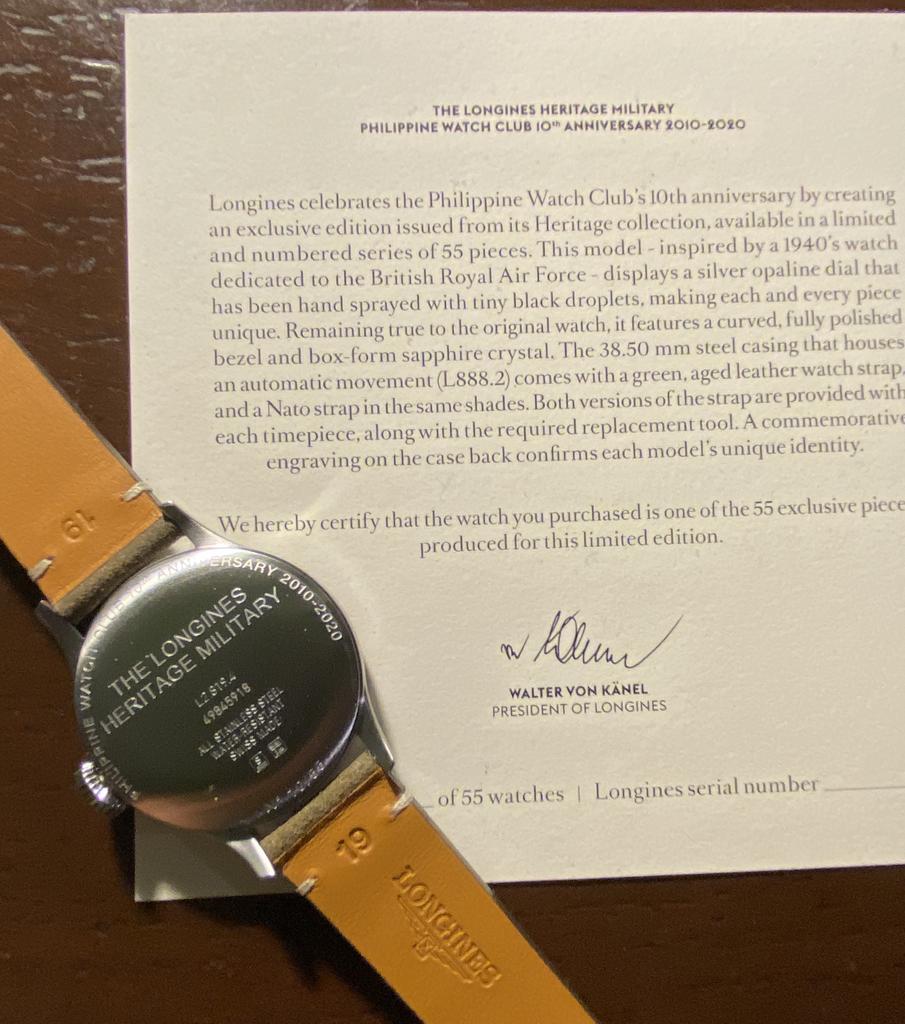 THE LONGINES HERITAGE MILITARY
PHILIPPINE WATCH CLUB 10th ANNIVERSARY 2010-2020
Longines celebrates the Philippine Watch Club's 10th anniversary by creating
an exclusive edition issued from its Heritage collection, available in a limited
and numbered series of 55 pieces. This model - inspired by a 1940's watch
dedicated to the British Royal Air Force - displays a silver opaline dial that
has been hand sprayed with tiny black droplets, making each and every piece
unique. Remaining true to the original watch, it features a curved, fully polished
bezel and box-form sapphire crystal. The 38.50 mm steel casing that houses
an automatic movement (L888.2) comes with a green, aged leather watch strap,
and a Nato strap in the same shades. Both versions of the strap are provided with
each timepiece, along with the required replacement tool. A commemorative
engraving on the case back confirms each model's unique identity.
We hereby certify that the watch you purchased is one of the 55 exclusive piece
produced for this limited edition.
WALTER VON KÄNEL
PRESIDENT OF LONGINES
of 55 watches | Longines serial number
19
PHILIPPINE WATCH CLUB 10th ANNIVERSARY 2010-2020
THE LONGINES
HERITAGE MILITARY
L2.819.4
49845918
ALL STAINLESS STEEL
WATER-RESISTANT
SWISS MADE
19
LONGINES